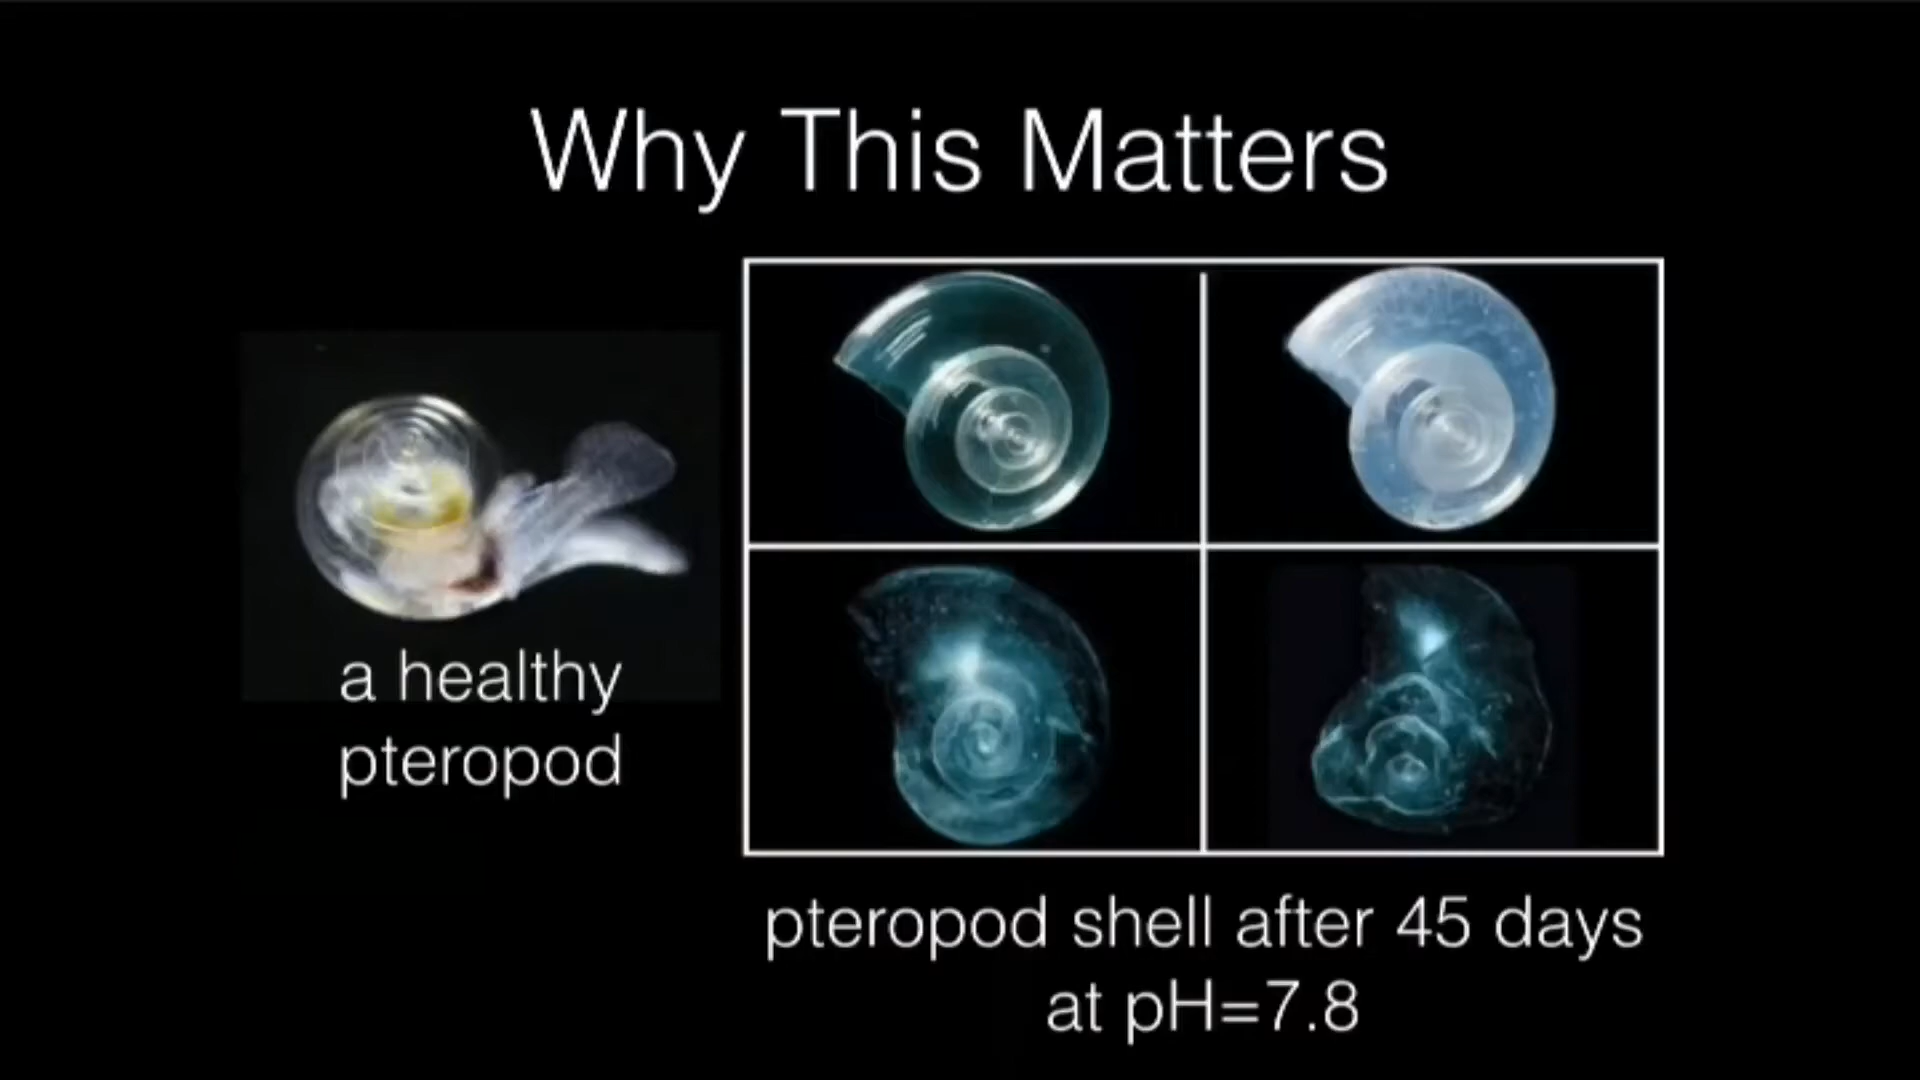 Why This Matters
a healthy
pteropod
pteropod shell after 45 days
at pH=7.8